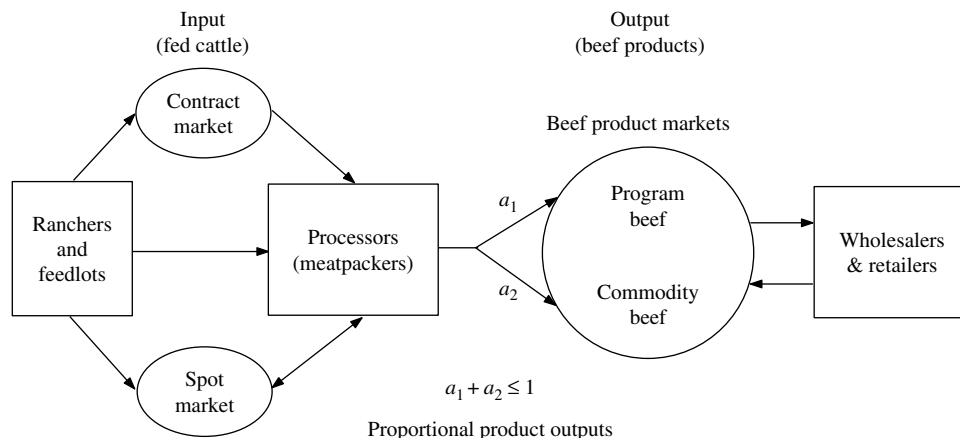 Input
(fed cattle)
Output
(beef products)
Contract
market
Beef product markets
Ranchers
and
feedlots
Processors
(meatpackers)
a1
a2
Program
beef
Commodity
beef
Wholesalers
& retailers
Spot
market
a1 + a2 ≤ 1
Proportional product outputs